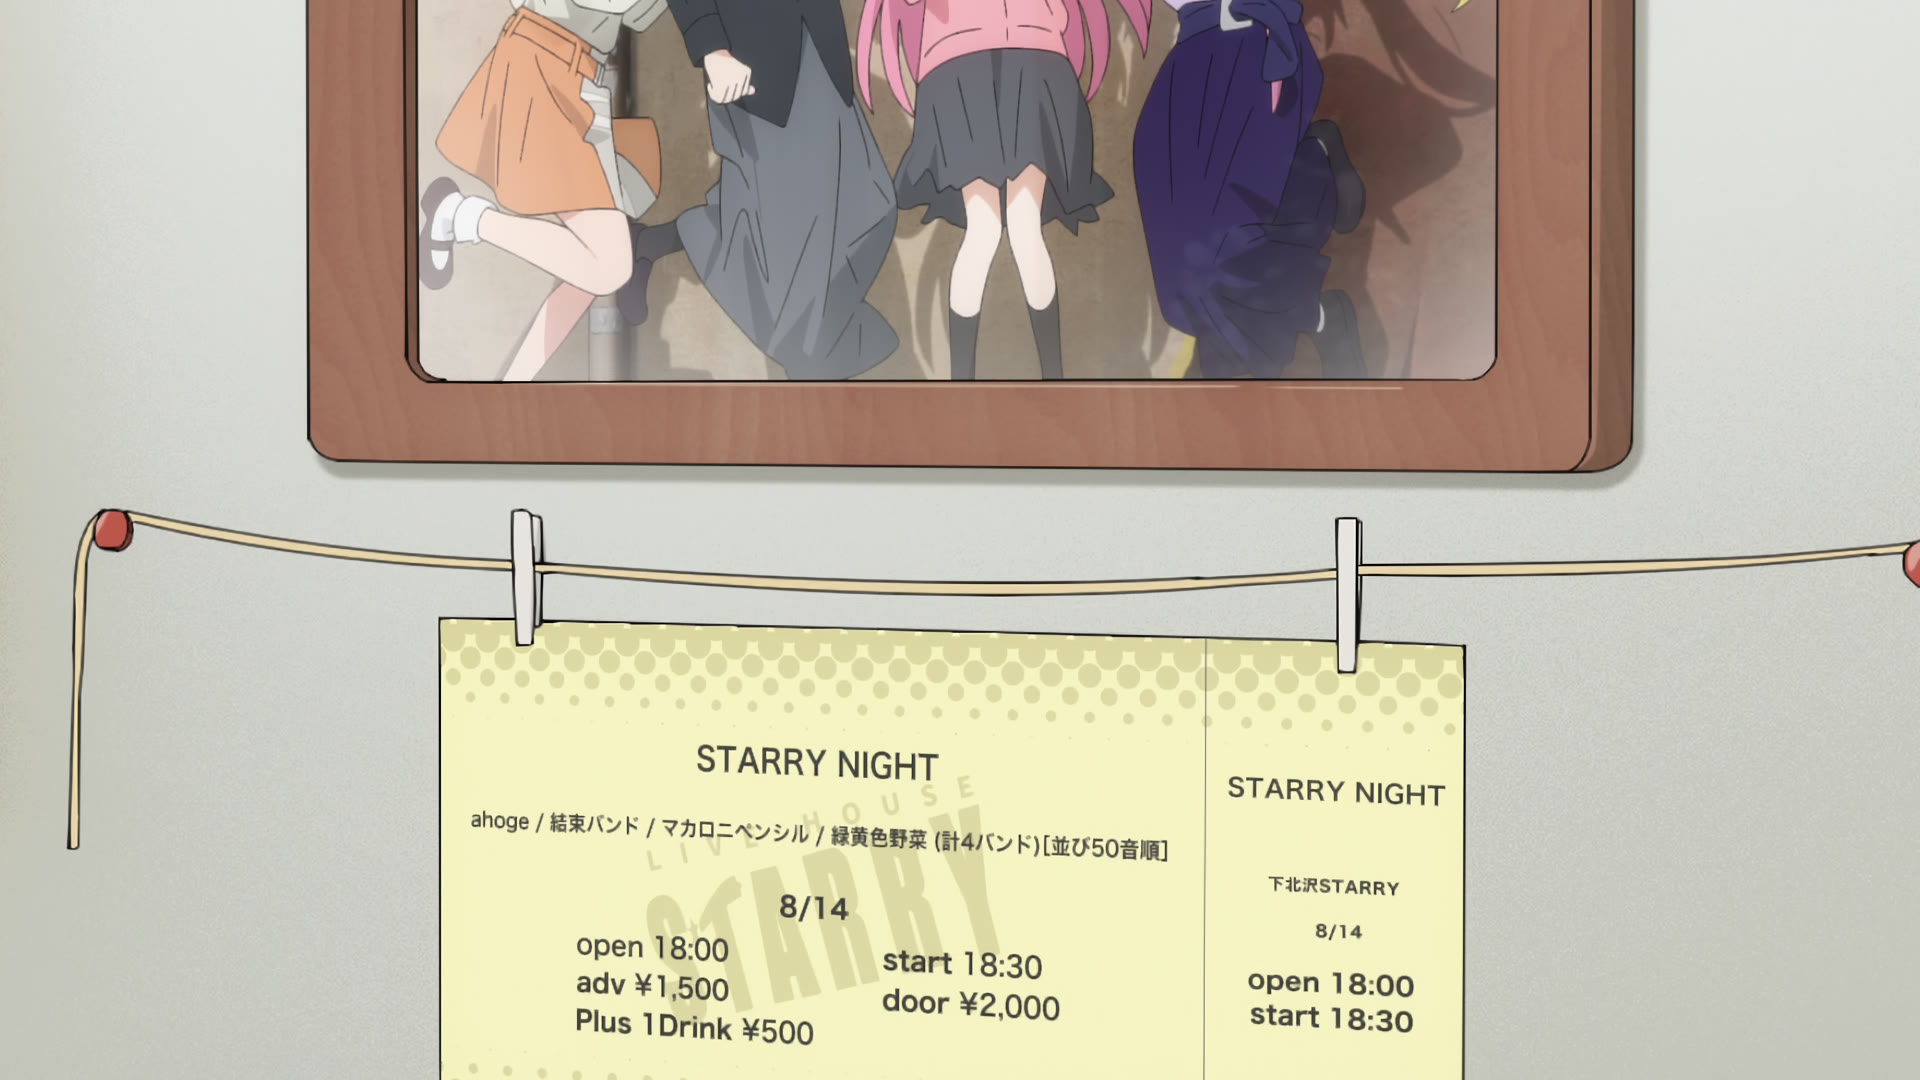 STARRY NIGHT
ahoge / 結束バンド / マカロニペンシル / 緑黄色野菜 (計4バンド)[並び50音順]
8/14
open 18:00
start 18:30
adv ¥1,500
door ¥2,000
Plus 1Drink ¥500
LIVE HOUSE
STARRY
STARRY NIGHT
下北沢STARRY
8/14
open 18:00
start 18:30